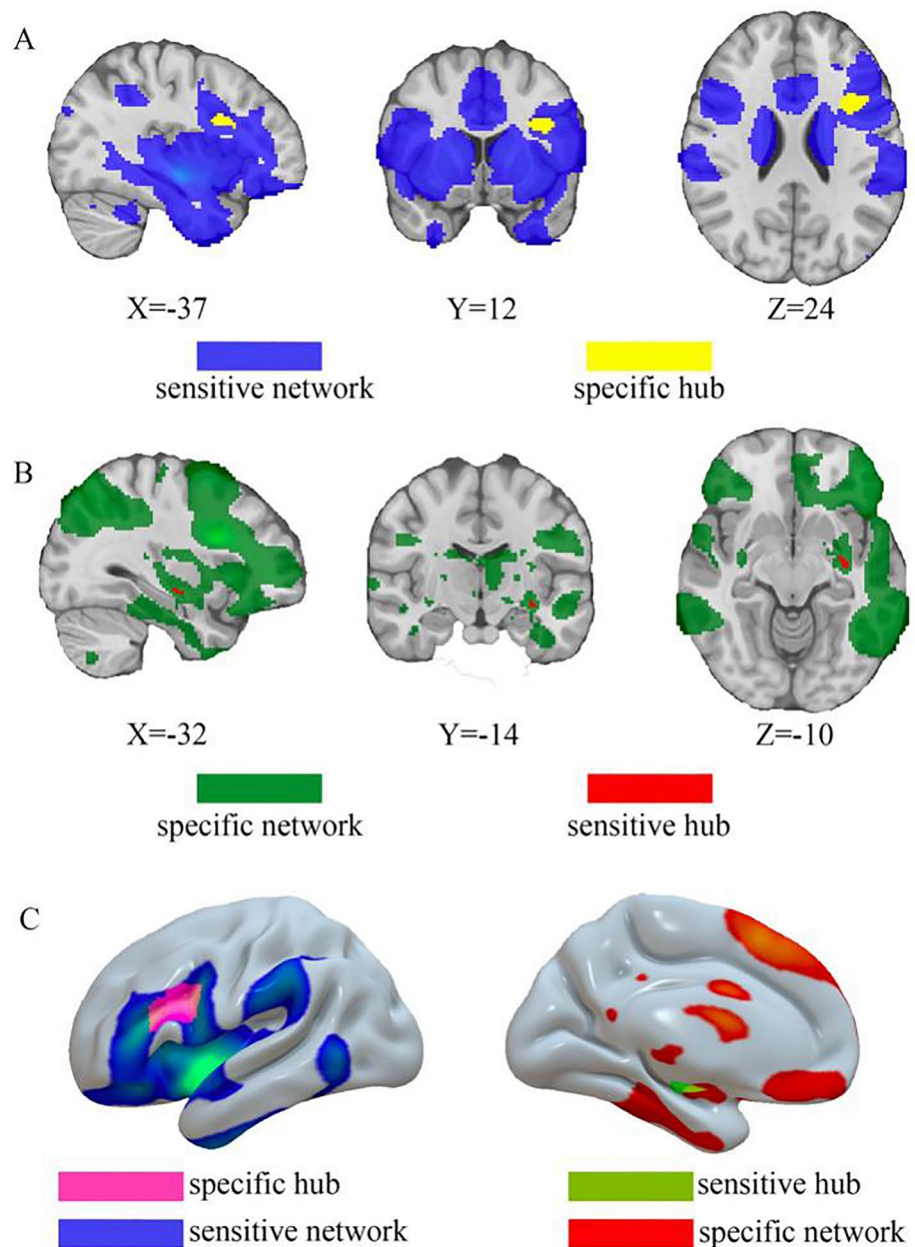 A
X=-37 Y=12 Z=24
sensitive network specific hub
B
X=-32 Y=-14 Z=-10
specific network sensitive hub
C
specific hub sensitive hub
sensitive network specific network